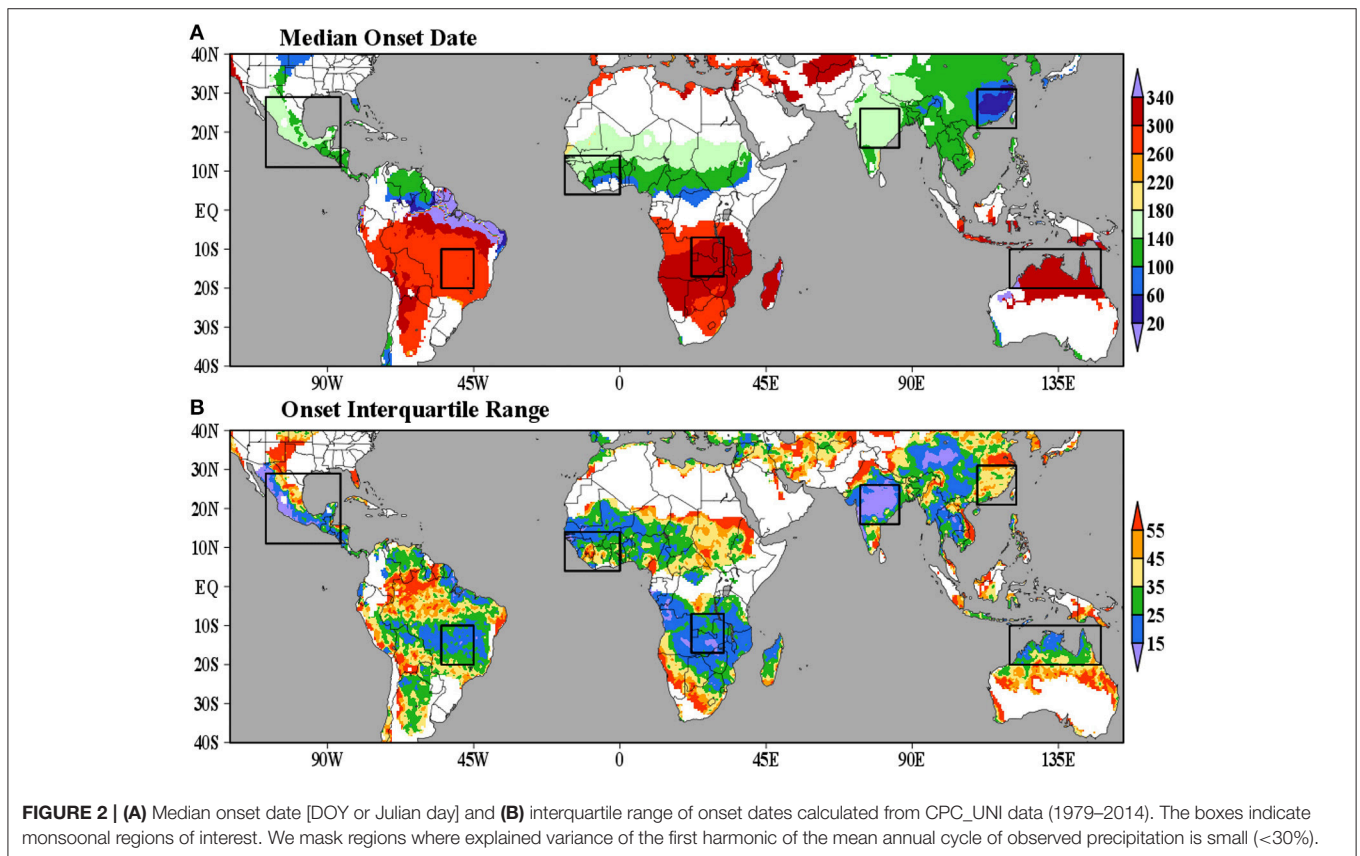 A
Median Onset Date
40N
30N
20N
10N
EQ
10S
20S
30S
40S
90W
45W
0
45E
90E
135E
340
300
260
220
180
140
100
60
20
B
Onset Interquartile Range
40N
30N
20N
10N
EQ
10S
20S
30S
40S
90W
45W
0
45E
90E
135E
55
45
35
25
15
FIGURE 2 | (A) Median onset date [DOY or Julian day] and (B) interquartile range of onset dates calculated from CPC_UNI data (1979–2014). The boxes indicate
monsoonal regions of interest. We mask regions where explained variance of the first harmonic of the mean annual cycle of observed precipitation is small (<30%).